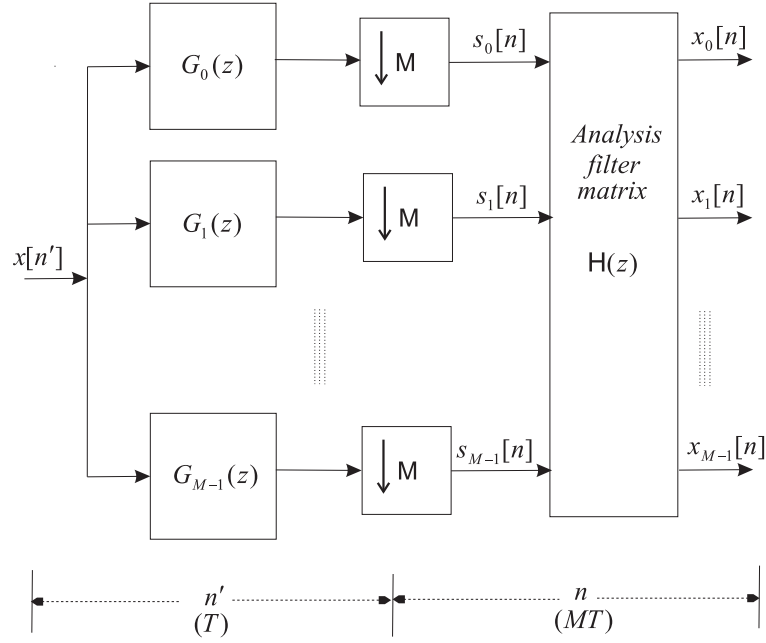 G₀(z)
↓ M
s₀[n]
x₀[n]
Analysis
filter
matrix
H(z)
G₁(z)
↓ M
s₁[n]
x₁[n]
x[n′]
G_{M−1}(z)
↓ M
s_{M−1}[n]
x_{M−1}[n]
n′
(T)
n
(MT)